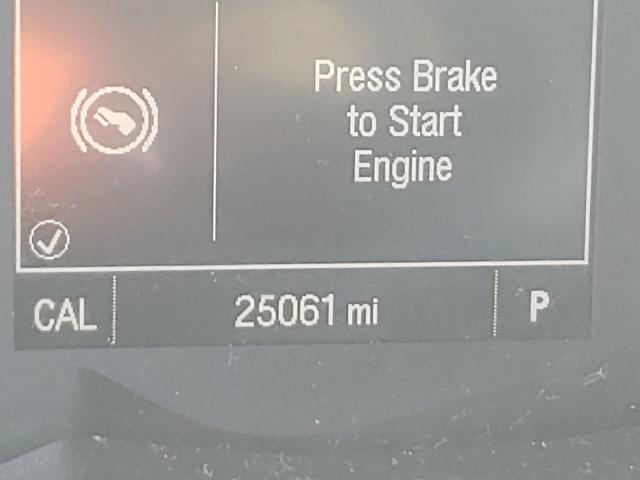 Press Brake
to Start
Engine
CAL 25061 mi P